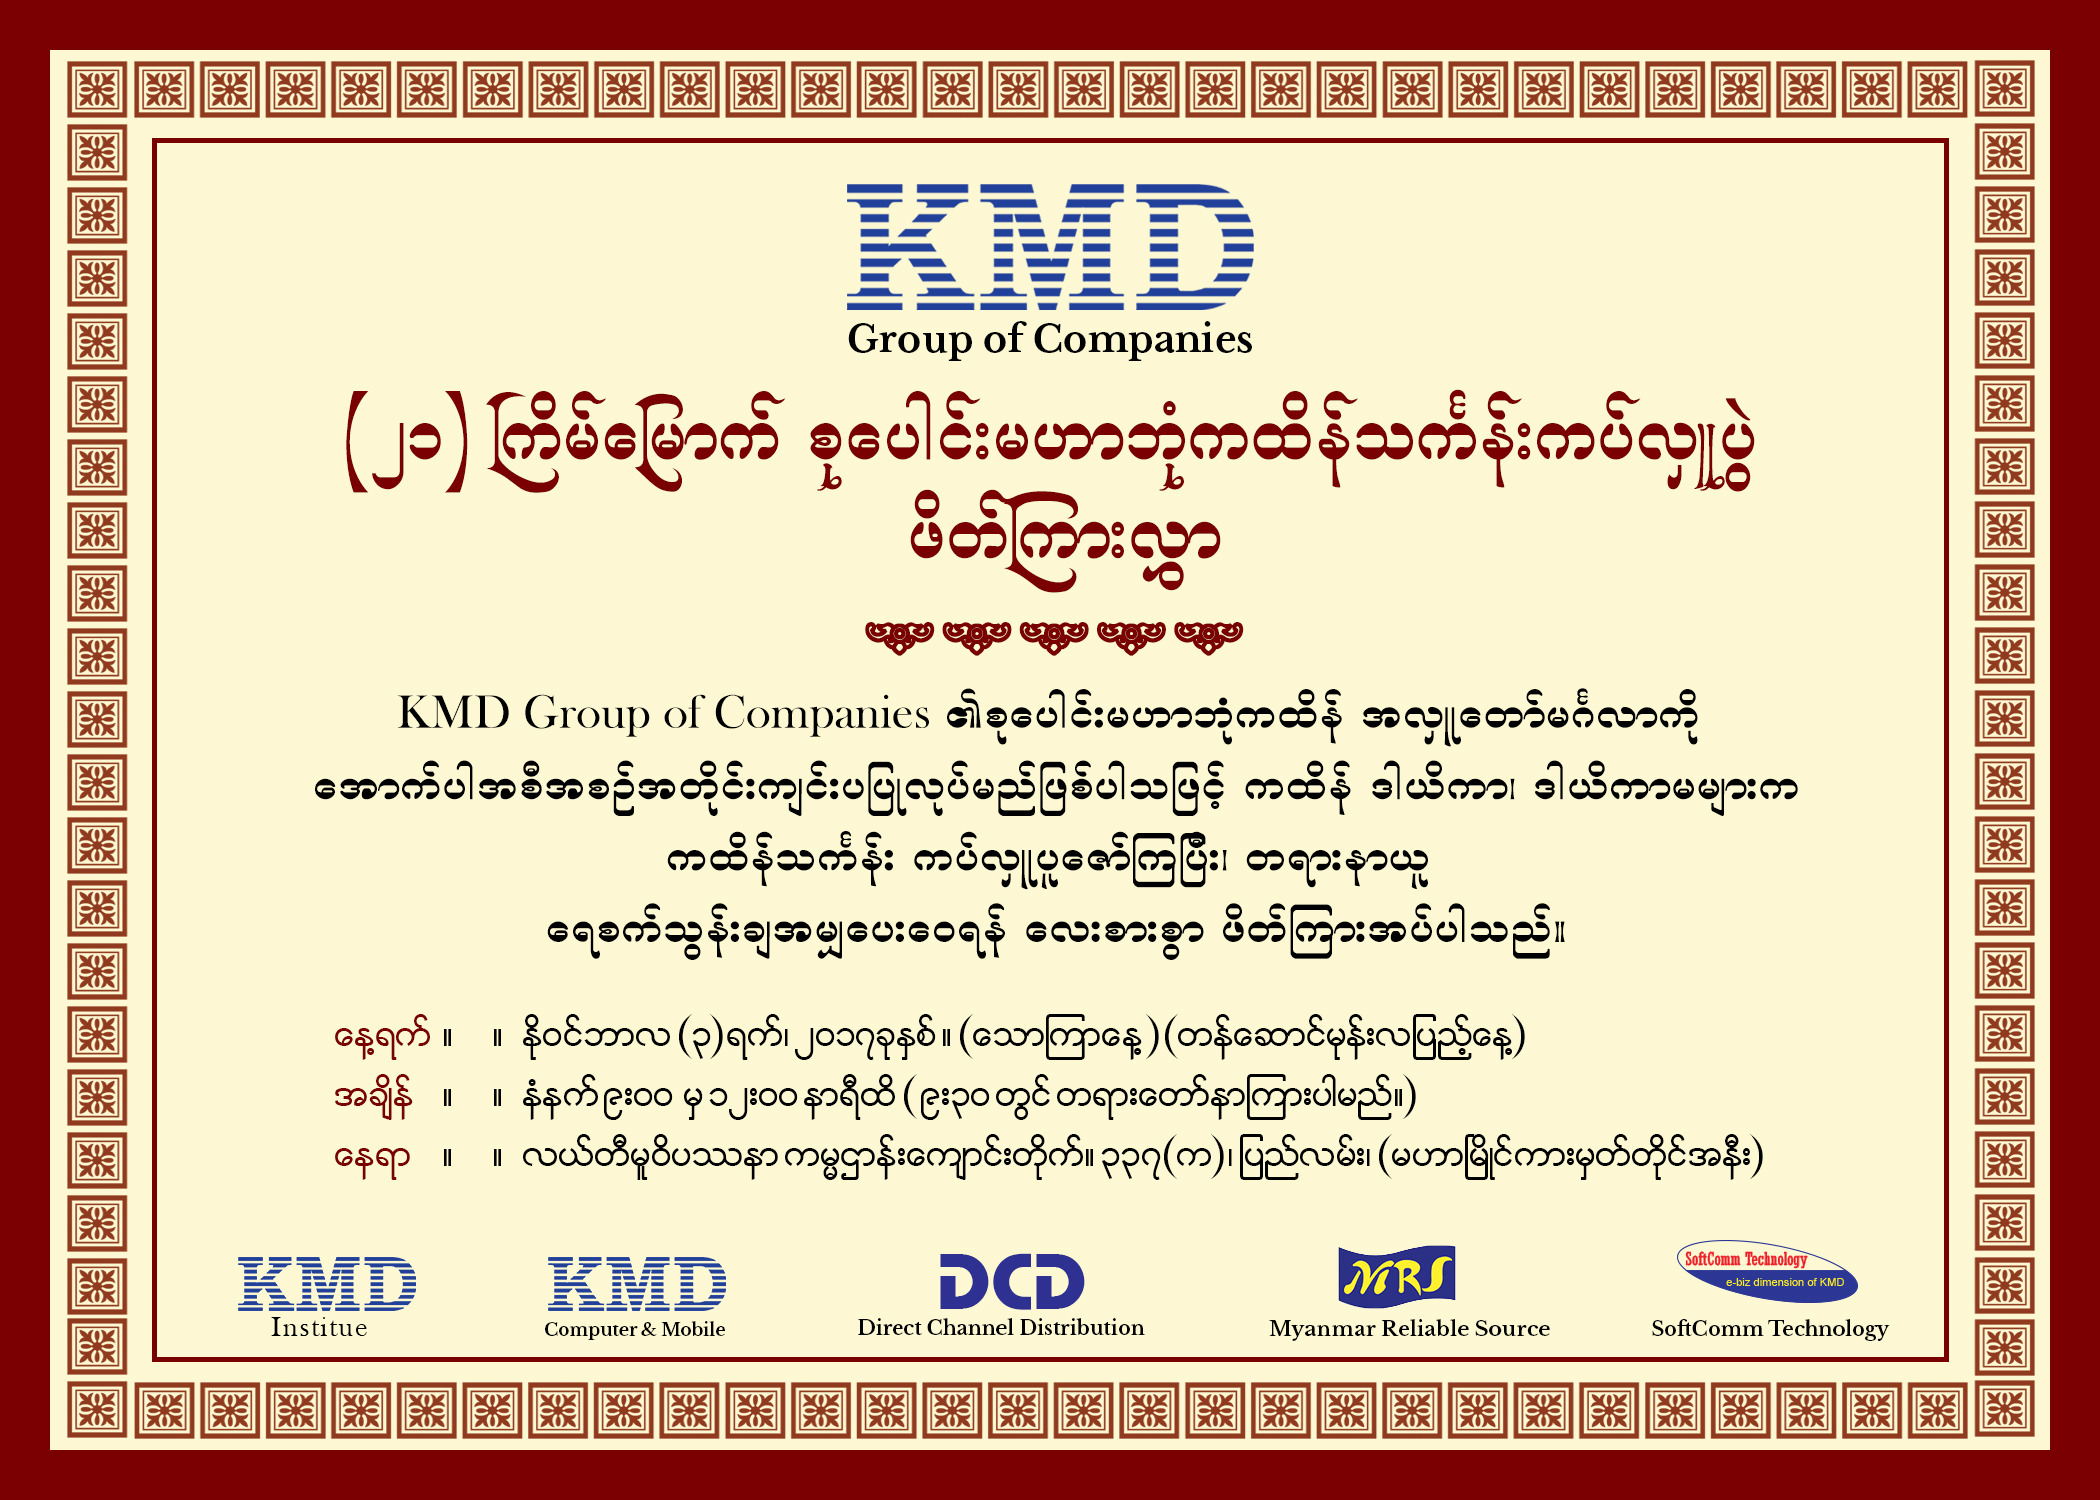 KMD
Group of Companies
(၂၁) ကြိမ်မြောက် စုပေါင်းမဟာဘုံကထိန်သင်္ကန်းကပ်လှူပွဲ
ဖိတ်ကြားလွှာ
KMD Group of Companies ၏စုပေါင်းမဟာဘုံကထိန် အလှူတော်မင်္ဂလာကို
အောက်ပါအစီအစဉ်အတိုင်းကျင်းပပြုလုပ်မည်ဖြစ်ပါသဖြင့် ကထိန် ဒါယိကာ၊ ဒါယိကာမများက
ကထိန်သင်္ကန်း ကပ်လှူပူဇော်ကြပြီး၊ တရားနာယူ
ရေစက်သွန်းချအမျှပေးဝေရန် လေးစားစွာ ဖိတ်ကြားအပ်ပါသည်။
နေ့ရက် ။ ။ နိုဝင်ဘာလ (၃)ရက်၊ ၂၀၁၇ခုနှစ်။ (သောကြာနေ့) (တန်ဆောင်မုန်းလပြည့်နေ့)
အချိန် ။ ။ နံနက် ၉း၀၀ မှ ၁၂း၀၀ နာရီထိ (၉း၃၀ တွင် တရားတော်နာကြားပါမည်။)
နေရာ ။ ။ လယ်တီမူဝိပဿနာ ကမ္မဌာန်းကျောင်းတိုက်။ ၃၃၇(က)၊ ပြည်လမ်း၊ (မဟာမြိုင်ကားမှတ်တိုင်အနီး)
KMD
Institue
KMD
Computer & Mobile
DCD
Direct Channel Distribution
MRS
Myanmar Reliable Source
SoftComm Technology
e-biz dimension of KMD
SoftComm Technology